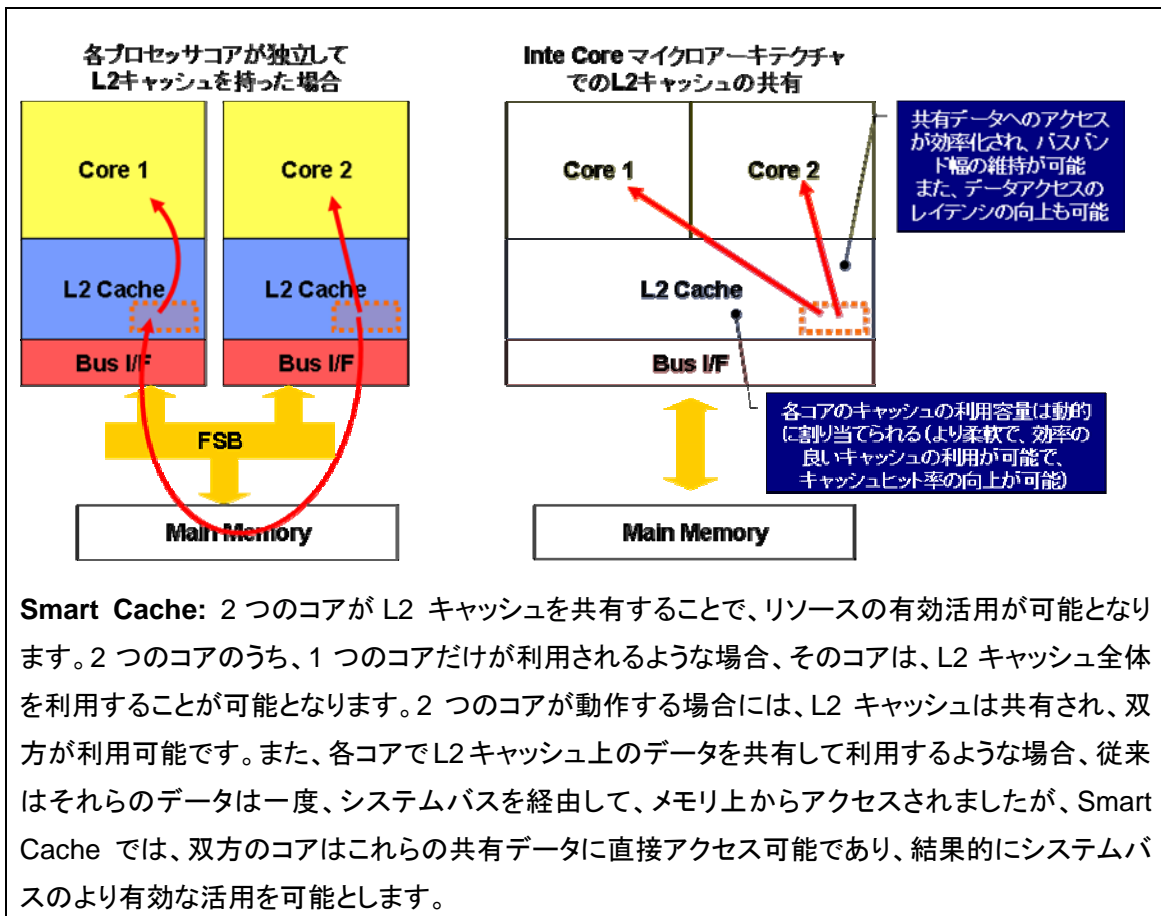 各プロセッサコアが独立して
L2キャッシュを持った場合
Core 1
Core 2
L2 Cache
L2 Cache
Bus I/F
Bus I/F
FSB
Main Memory
Inte Core マイクロアーキテクチャ
でのL2キャッシュの共有
Core 1
Core 2
L2 Cache
Bus I/F
Main Memory
共有データへのアクセス
が効率化され、バスバン
ド幅の維持が可能
また、データアクセスの
レイテンシの向上も可能
各コアのキャッシュの利用容量は動的
に割り当てられる(より柔軟で、効率の
良いキャッシュの利用が可能で、
キャッシュヒット率の向上が可能)
Smart Cache: 2 つのコアが L2 キャッシュを共有することで、リソースの有効活用が可能となり
ます。2 つのコアのうち、1 つのコアだけが利用されるような場合、そのコアは、L2 キャッシュ全体
を利用することが可能となります。2 つのコアが動作する場合には、L2 キャッシュは共有され、双
方が利用可能です。また、各コアで L2 キャッシュ上のデータを共有して利用するような場合、従来
はそれらのデータは一度、システムバスを経由して、メモリ上からアクセスされましたが、Smart
Cache では、双方のコアはこれらの共有データに直接アクセス可能であり、結果的にシステムバ
スのより有効な活用を可能とします。